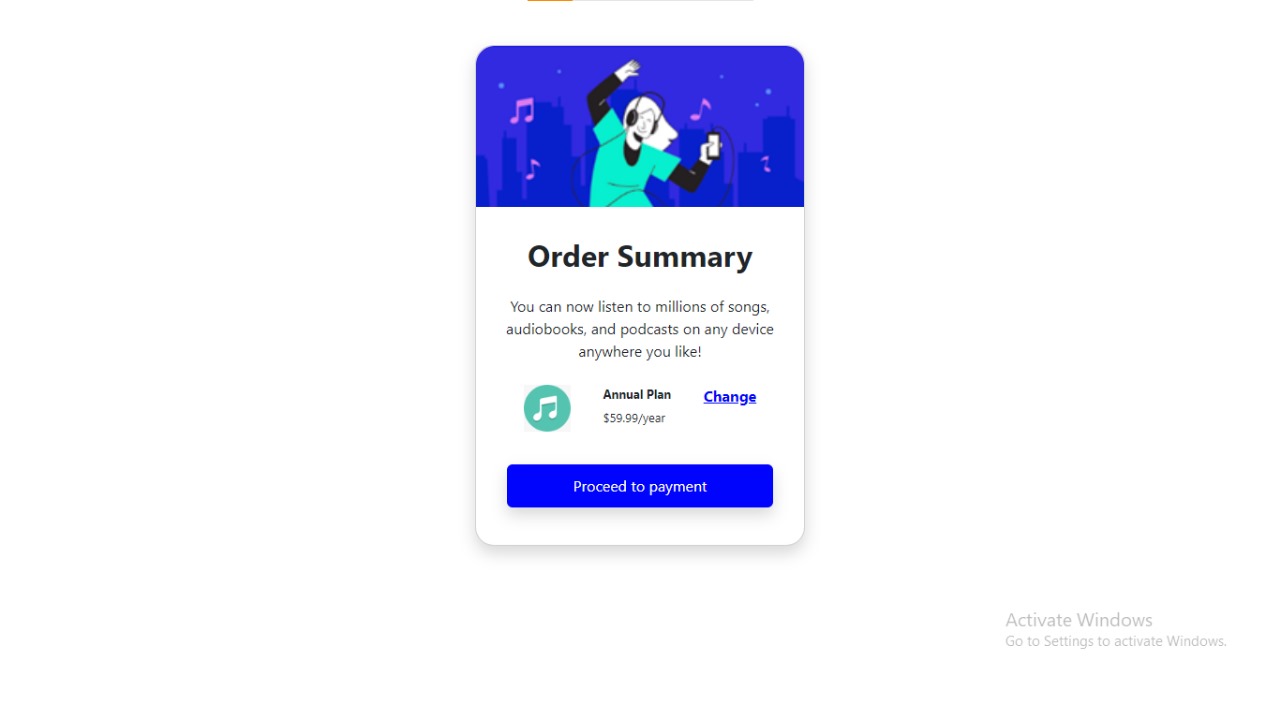 Order Summary
You can now listen to millions of songs,
audiobooks, and podcasts on any device
anywhere you like!
Annual Plan
Change
$59.99/year
Proceed to payment
Activate Windows
Go to Settings to activate Windows.